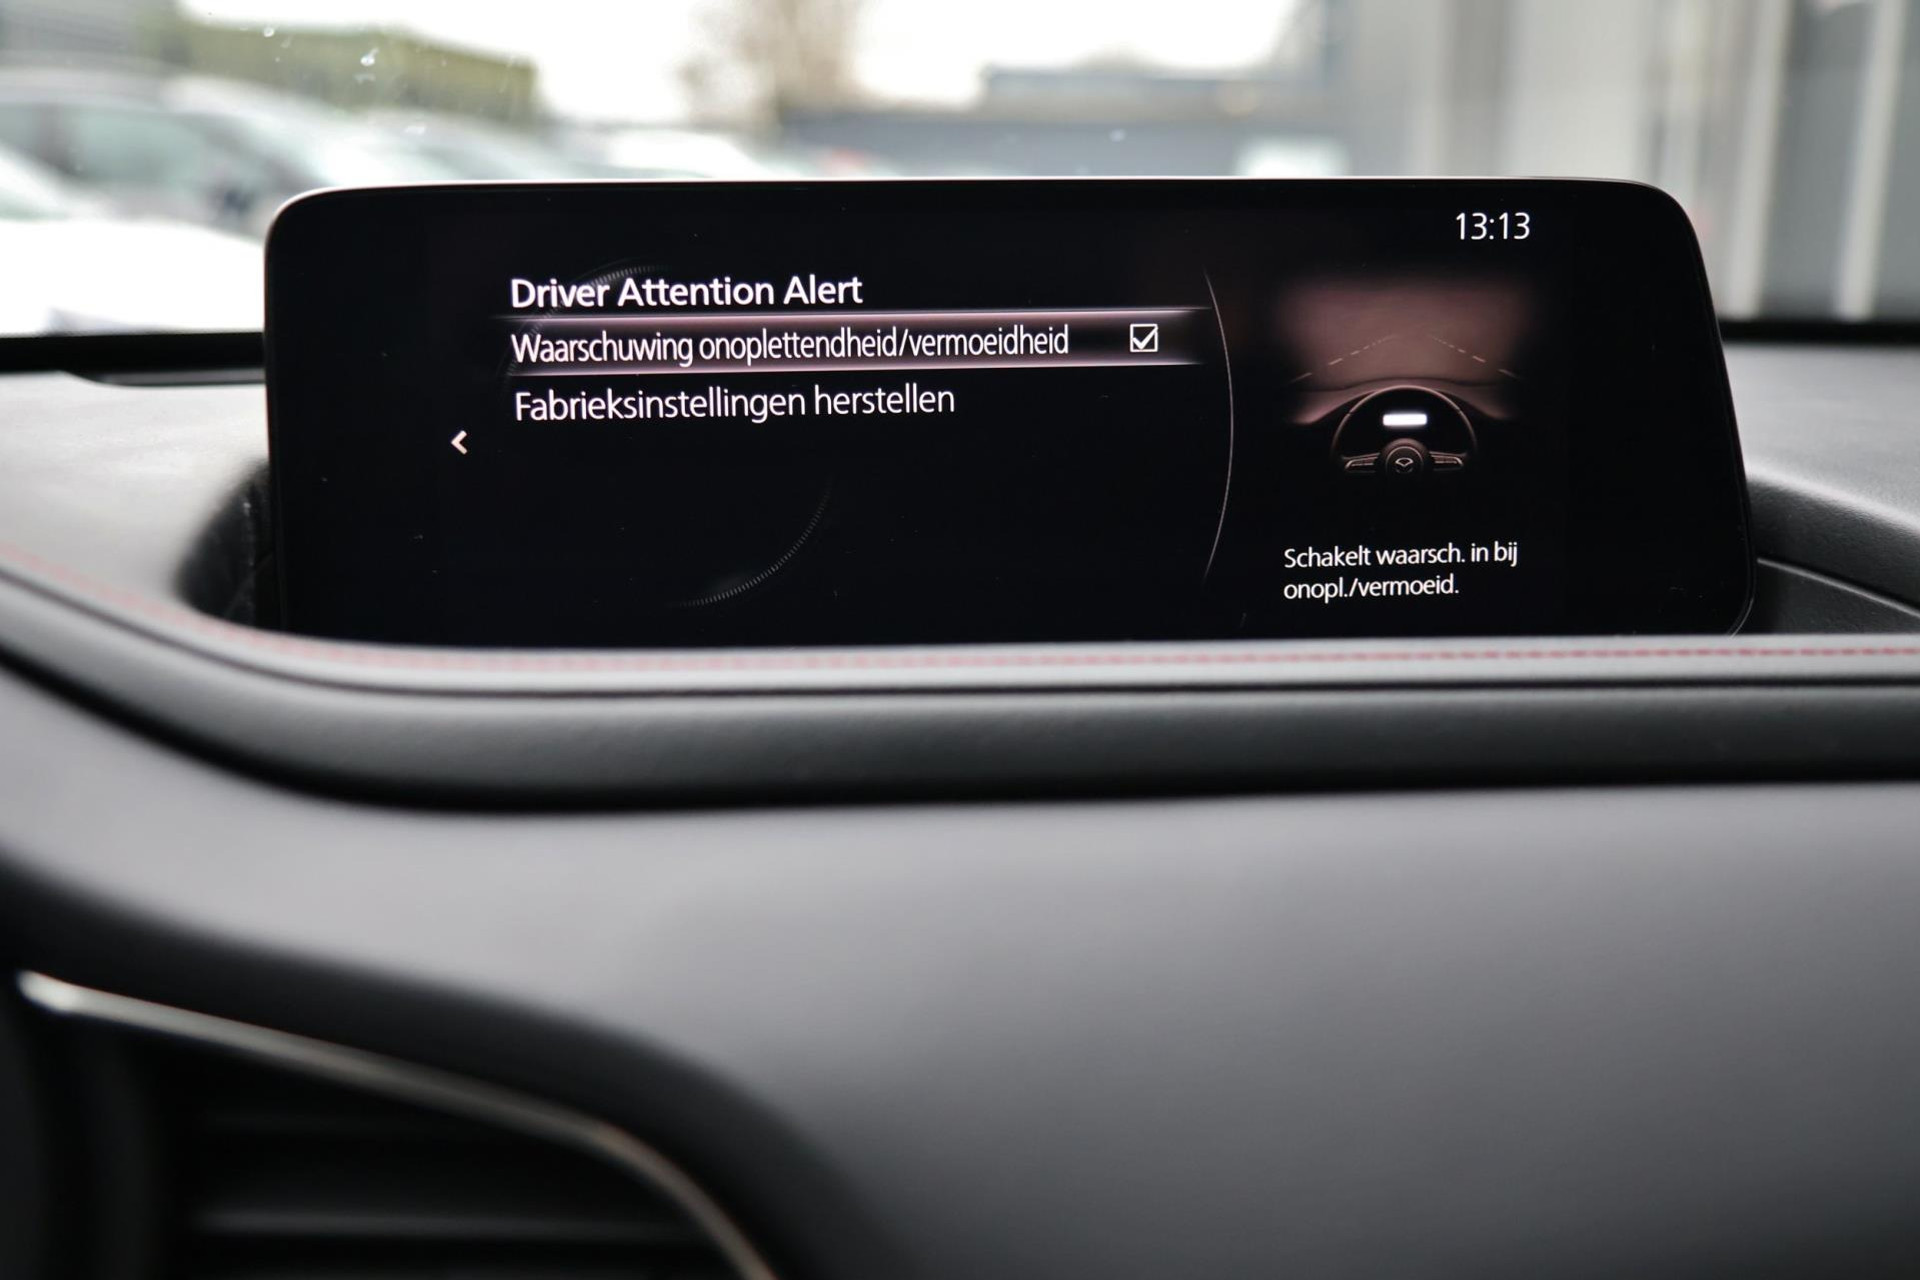 13:13
Driver Attention Alert
Waarschuwing onoplettendheid/vermoeidheid
Fabrieksinstellingen herstellen
Schakelt waarsch. in bij
onopl./vermoeid.